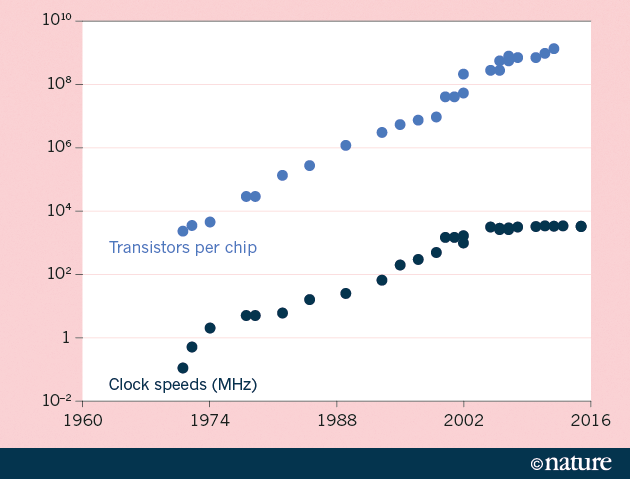 10¹⁰
10⁸
10⁶
10⁴
Transistors per chip
10²
1
Clock speeds (MHz)
10⁻²
1960 1974 1988 2002 2016
©nature